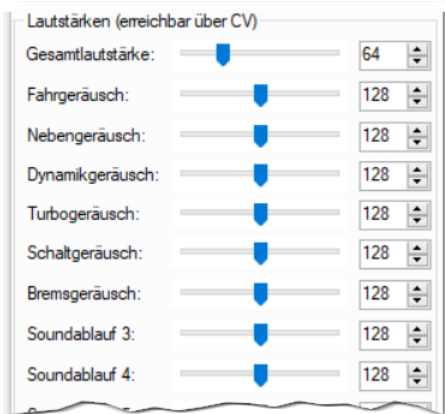 Lautstärken (erreichbar über CV)
Gesamtlautstärke: 64
Fahrgeräusch: 128
Nebengeräusch: 128
Dynamikgeräusch: 128
Turbogeräusch: 128
Schaltgeräusch: 128
Bremsgeräusch: 128
Soundablauf 3: 128
Soundablauf 4: 128